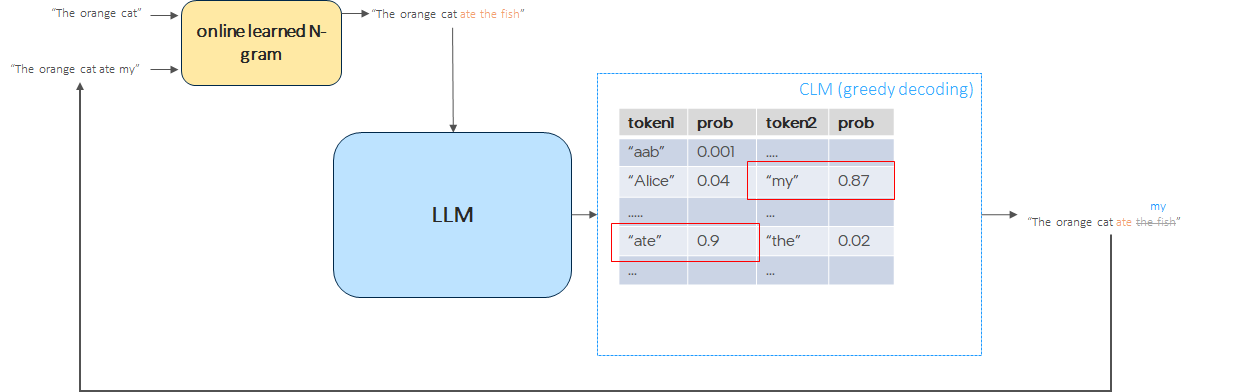 “The orange cat”
online learned N-
gram
“The orange cat ate the fish”
“The orange cat ate my”
LLM
CLM (greedy decoding)
token1 prob token2 prob
“aab” 0.001 ....
“Alice” 0.04 “my” 0.87
..... ...
“ate” 0.9 “the” 0.02
... ...
my
“The orange cat ate the fish”